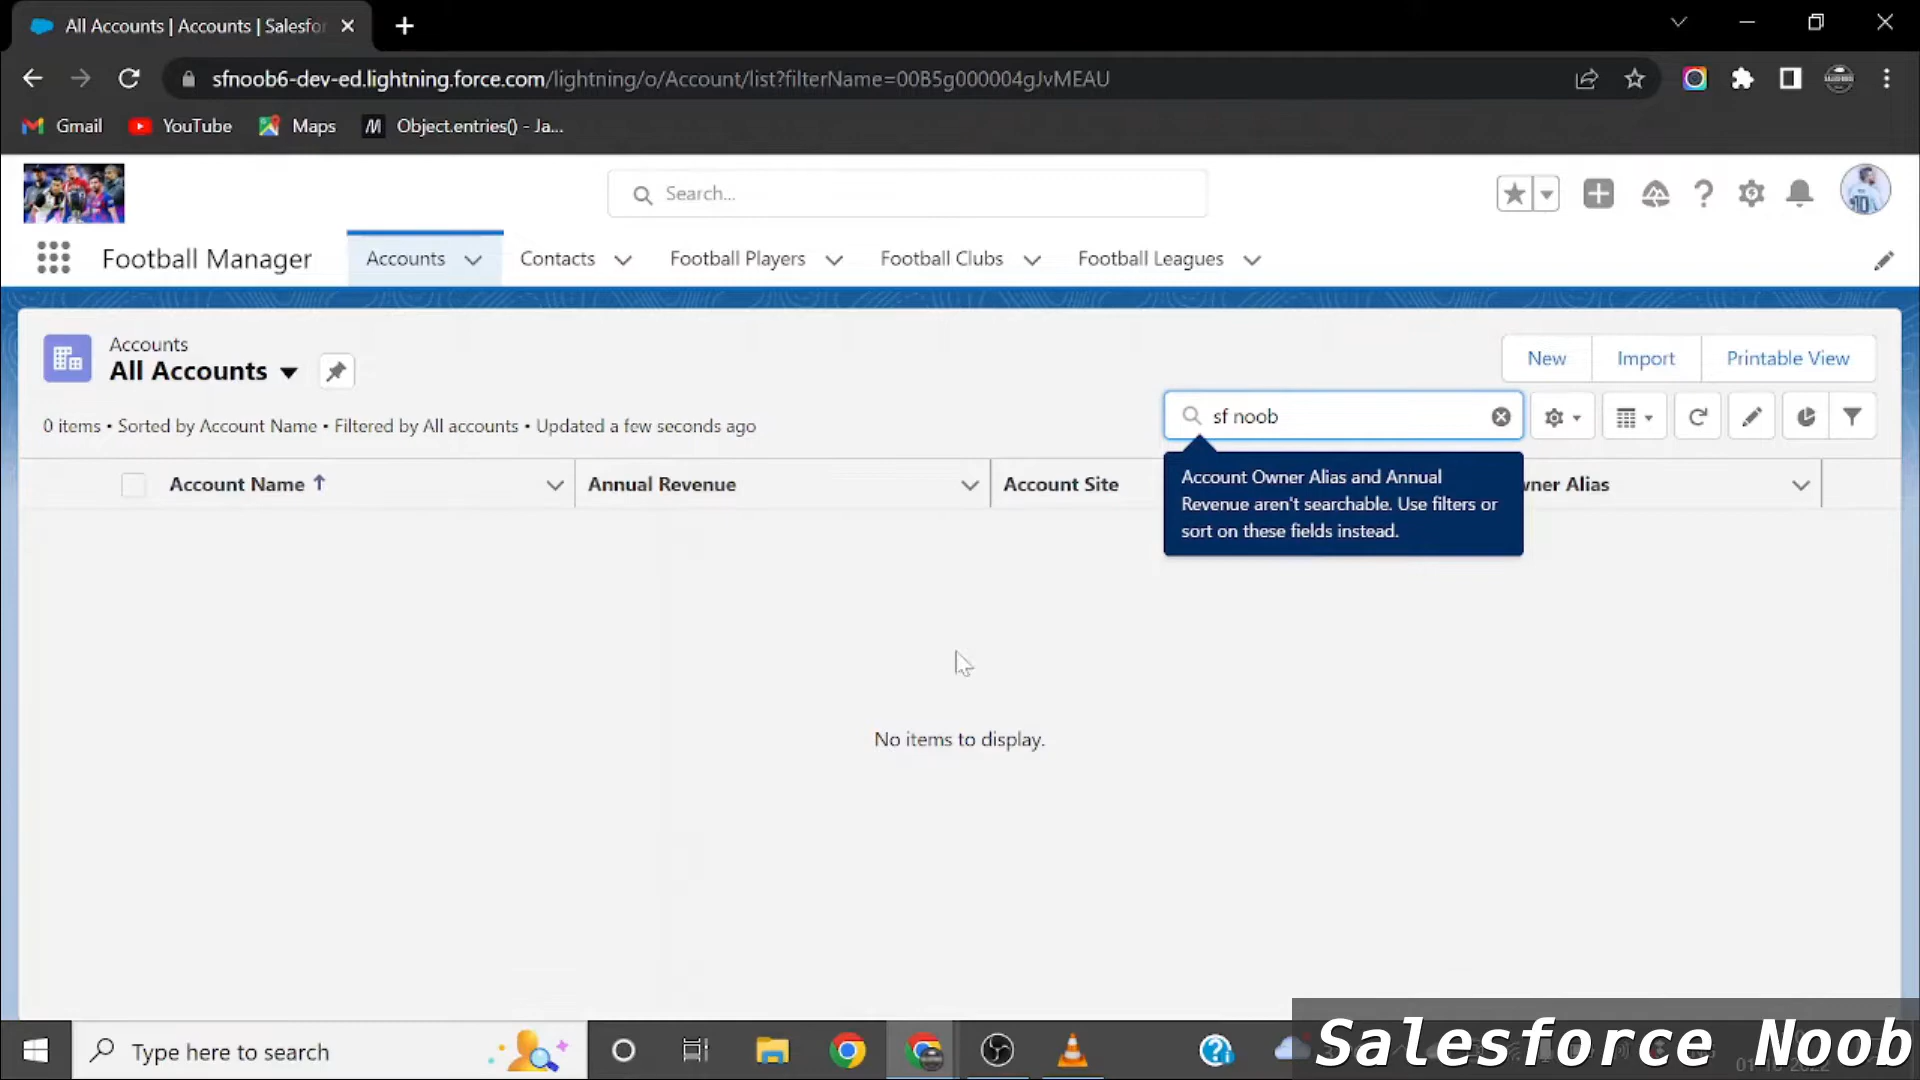 All Accounts | Accounts | Salesfo
sfnoob6-dev-ed.lightning.force.com/lightning/o/Account/list?filterName=00B5g000004gJvMEAU
Gmail YouTube Maps Object.entries() - Ja...
Search...
Football Manager Accounts Contacts Football Players Football Clubs Football Leagues
Accounts
All Accounts
New Import Printable View
0 items • Sorted by Account Name • Filtered by All accounts • Updated a few seconds ago
sf noob
Account Name Annual Revenue Account Site wner Alias
Account Owner Alias and Annual
Revenue aren't searchable. Use filters or
sort on these fields instead.
No items to display.
Type here to search
Salesforce Noob